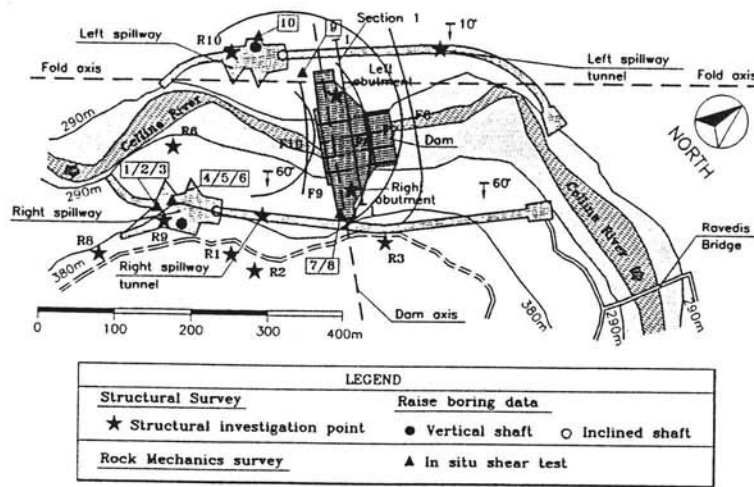 Section 1
10
9
1
10°
Left spillway
R10
Left abutment
Left spillway tunnel
Fold axis
Fold axis
290m
Cellina River
R6
F10
F8
Dam
NORTH
290m
1/2/3
4/5/6
60°
60°
F9
Right abutment
Right spillway
R9
R8
380m
R1
R2
R3
7/8
Right spillway tunnel
Cellina River
Ravedis Bridge
Dam axis
380m
290m
290m
0 100 200 300 400m
LEGEND
Structural Survey
Structural investigation point
Raise boring data
Vertical shaft
Inclined shaft
Rock Mechanics survey
In situ shear test